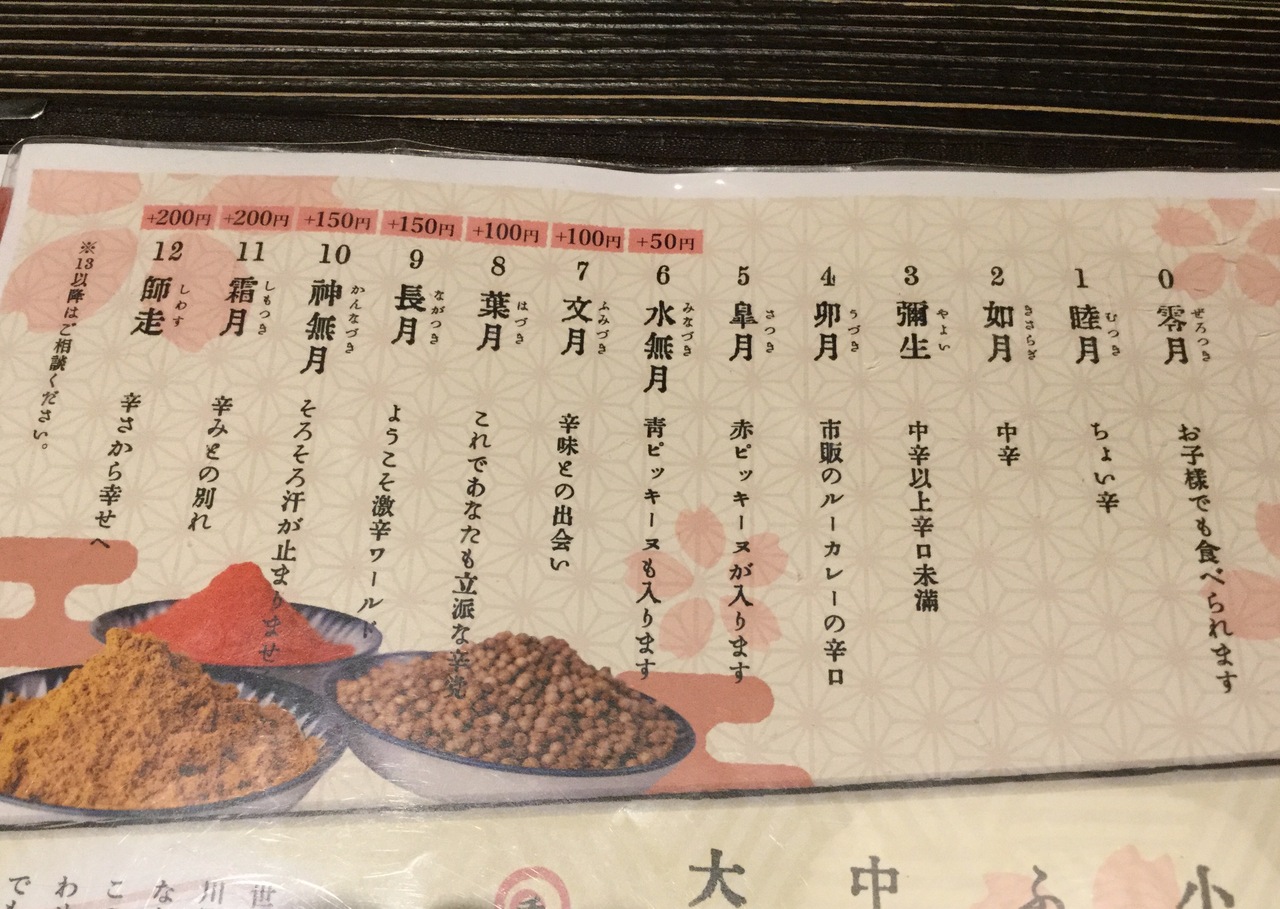 0 零月 ぜろつき
お子様でも食べられます
1 睦月 むつき
ちょい辛
2 如月 きさらぎ
中辛
3 彌生 やよい
中辛以上辛口未満
4 卯月 うづき
市販のルーカレーの辛口
5 皐月 さつき
赤ピッキーヌが入ります
+50円
6 水無月 みなづき
青ピッキーヌも入ります
+100円
7 文月 ふみづき
辛味との出会い
+100円
8 葉月 はづき
これであなたも立派な辛党
+150円
9 長月 ながつき
ようこそ激辛ワールド
+150円
10 神無月 かんなづき
そろそろ汗が止まりませ
+200円
11 霜月 しもつき
辛みとの別れ
+200円
12 師走 しわす
辛さから幸せへ
※13以降はご相談ください。
小
ふ
中
大
世
川
な
こ
わ
で